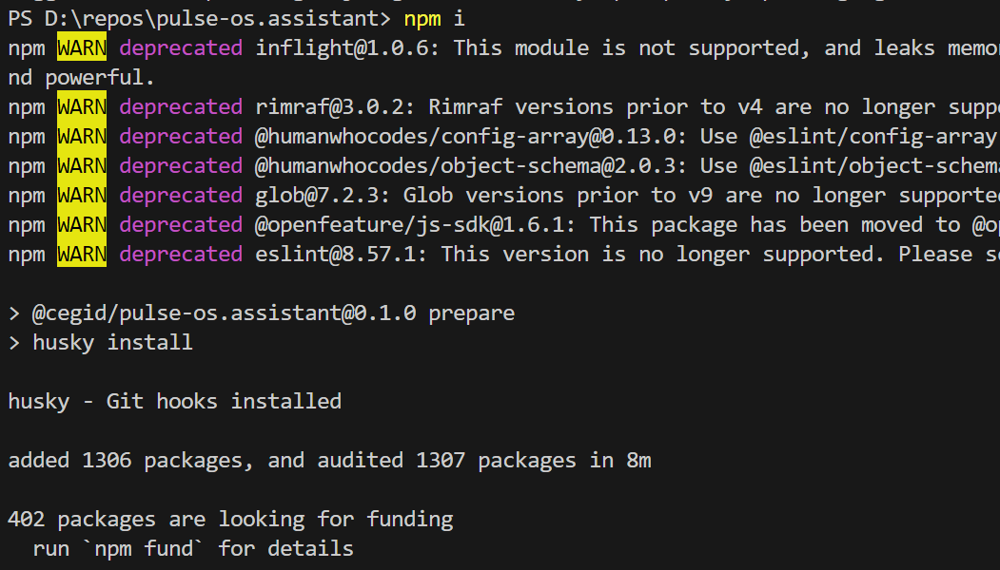 PS D:\repos\pulse-os.assistant> npm i
npm WARN deprecated inflight@1.0.6: This module is not supported, and leaks
nd powerful.
npm WARN deprecated rimraf@3.0.2: Rimraf versions prior to v4 are no longer
npm WARN deprecated @humanwhocodes/config-array@0.13.0: Use @eslint/config-array
npm WARN deprecated @humanwhocodes/object-schema@2.0.3: Use
npm WARN deprecated glob@7.2.3: Glob versions prior to v9 are no longer
npm WARN deprecated @openfeature/js-sdk@1.6.1: This package has been moved to
npm WARN deprecated eslint@8.57.1: This version is no longer supported. Please
> @cegid/pulse-os.assistant@0.1.0 prepare
> husky install
husky - Git hooks installed
added 1306 packages, and audited 1307 packages in 8m
402 packages are looking for funding
run `npm fund` for details